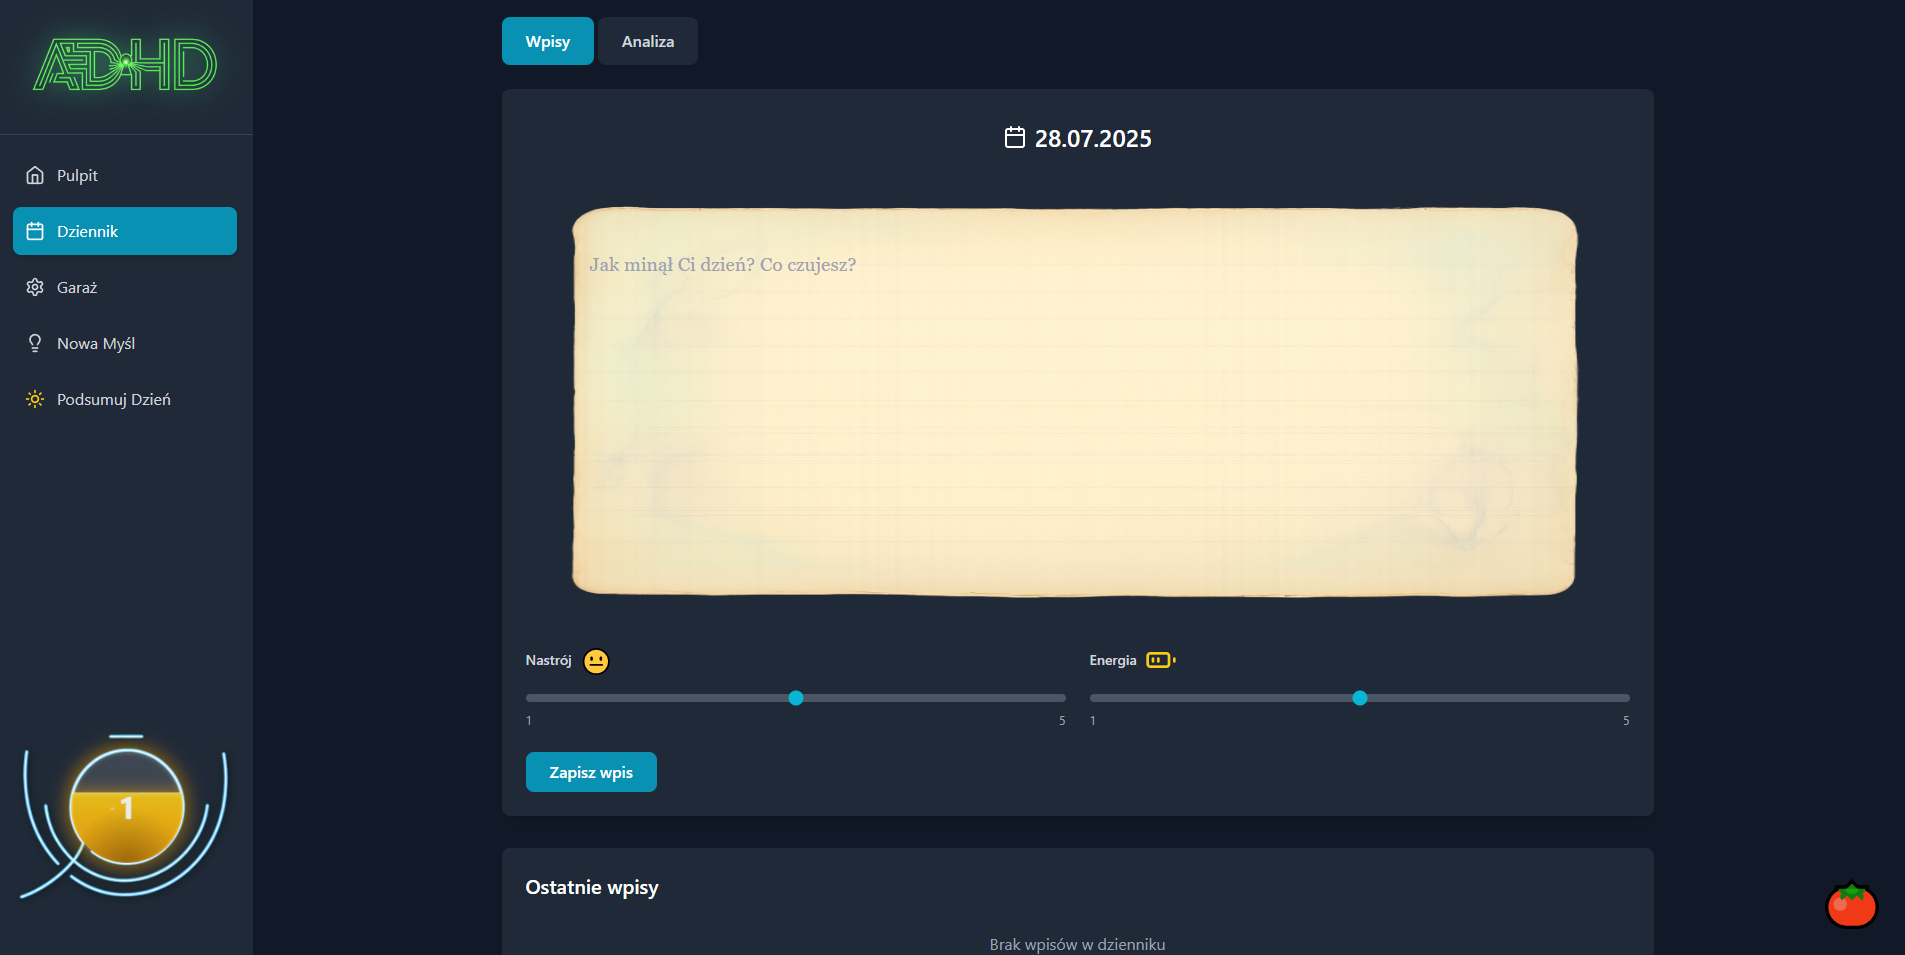 ADHD
Pulpit
Dziennik
Garaż
Nowa Myśl
Podsumuj Dzień
1
Wpisy
Analiza
28.07.2025
Jak minął Ci dzień? Co czujesz?
Nastrój
1
5
Energia
1
5
Zapisz wpis
Ostatnie wpisy
Brak wpisów w dzienniku